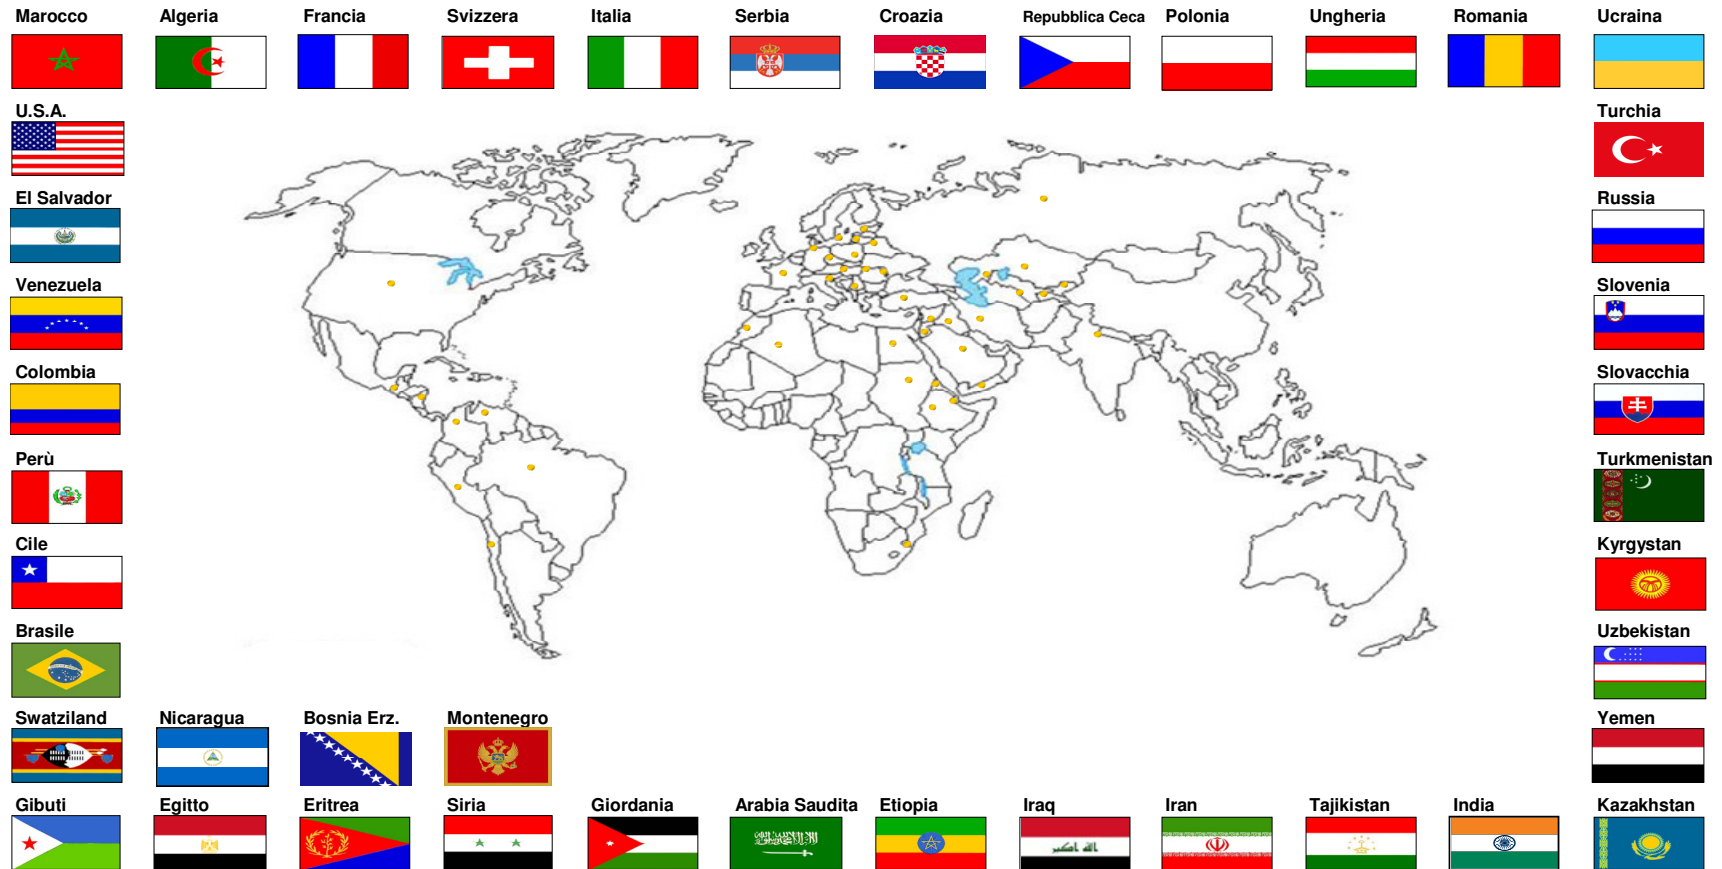 Marocco Algeria Francia Svizzera Italia Serbia Croazia Repubblica Ceca Polonia Ungheria Romania Ucraina
U.S.A. Turchia
El Salvador Russia
Venezuela Slovenia
Colombia Slovacchia
Perù Turkmenistan
Cile Kyrgystan
Brasile Uzbekistan
Swatziland Nicaragua Bosnia Erz. Montenegro Yemen
Gibuti Egitto Eritrea Siria Giordania Arabia Saudita Etiopia Iraq Iran Tajikistan India Kazakhstan